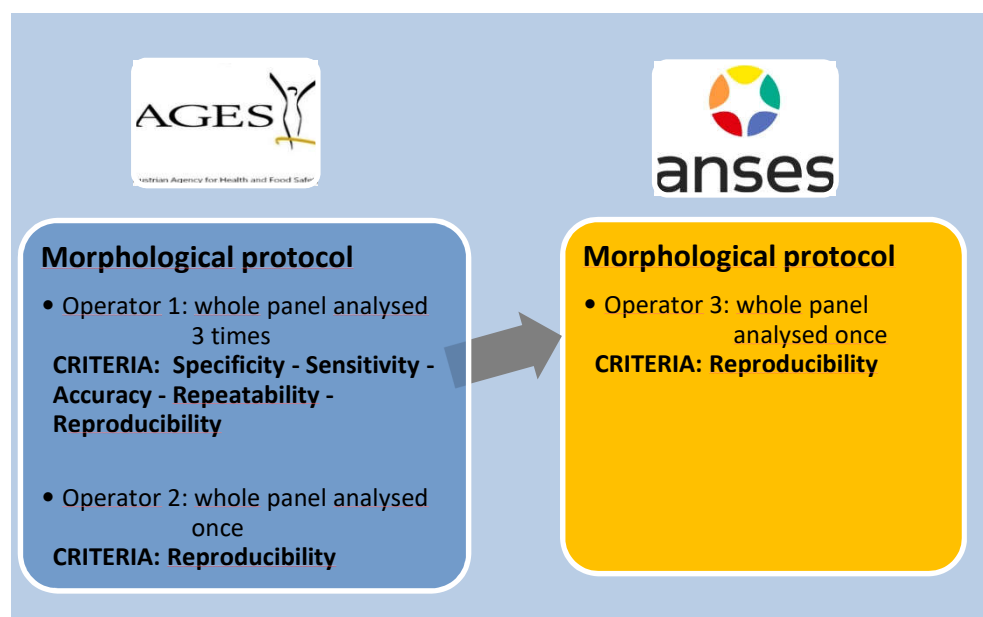 AGES
ustrian Agency for Health and Food Safe
anses
Morphological protocol
• Operator 1: whole panel analysed
3 times
CRITERIA: Specificity - Sensitivity -
Accuracy - Repeatability -
Reproducibility
• Operator 2: whole panel analysed
once
CRITERIA: Reproducibility
Morphological protocol
• Operator 3: whole panel
analysed once
CRITERIA: Reproducibility